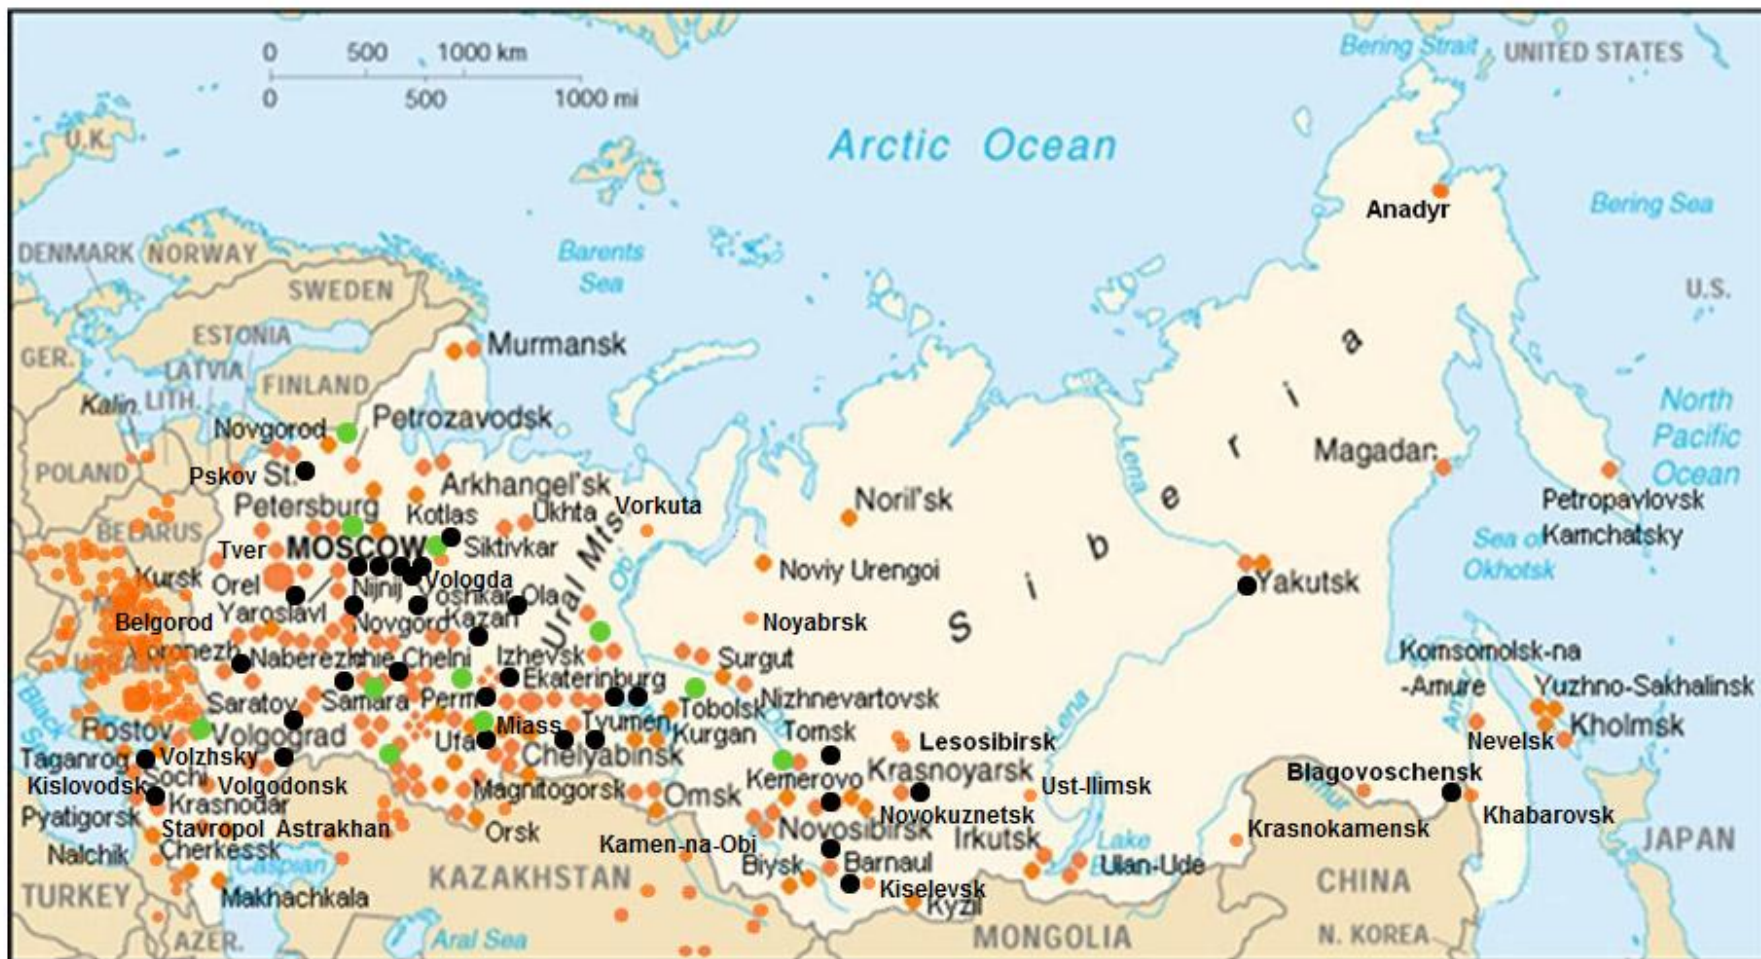 0 500 1000 km
0 500 1000 mi
Bering Strait
UNITED STATES
U.K.
Arctic Ocean
Anadyr
Bering Sea
DENMARK NORWAY
Barents
Sea
SWEDEN
U.S.
ESTONIA
Murmansk
GER.
LATVIA
FINLAND
Kalin.
LITH.
Petrozavodsk
Novgorod
North
Pacific
Ocean
Siberia
Lena
Magadan
POLAND
Pskov
St.
Petersburg
Arkhangel'sk
Noril'sk
Petropavlovsk
Kamchatsky
Vorkuta
Kotlas
Ukhta
BELARUS
Ural Mts.
Tver
MOSCOW
Siktivkar
Sea of
Okhotsk
Noviy Urengoi
Yakutsk
Kursk
Orel
Nijnij
Vologda
Yaroslavl
Yoshkar Ola
Belgorod
Novgord
Kazan
Noyabrsk
Voronezh
Naberezhnie Chelni
Izhevsk
Surgut
Komsomolsk-na
-Amure
Ekaterinburg
Saratov
Samara
Perm
Nizhnevartovsk
Yuzhno-Sakhalinsk
Tobolsk
Black
Rostov
Volgograd
Miass
Tyumen
Tomsk
Lena
Kholmsk
Ufa
Kurgan
Lesosibirsk
Nevelsk
Taganrog
Volzhsky
Chelyabinsk
Kemerovo
Krasnoyarsk
Blagovoschensk
Kislovodsk
Sochi
Volgodonsk
Magnitogorsk
Omsk
Ust-Ilimsk
Amur
Krasnodar
Pyatigorsk
Novokuznetsk
Khabarovsk
Stavropol
Astrakhan
Orsk
Novosibirsk
Krasnokamensk
Kamen-na-Obi
Irkutsk
Lake
JAPAN
Nalchik
Cherkessk
Biysk
Barnaul
Ulan-Ude
Caspian
KAZAKHSTAN
CHINA
TURKEY
Makhachkala
Kiselevsk
Kyzil
AZER.
Aral Sea
MONGOLIA
N. KOREA